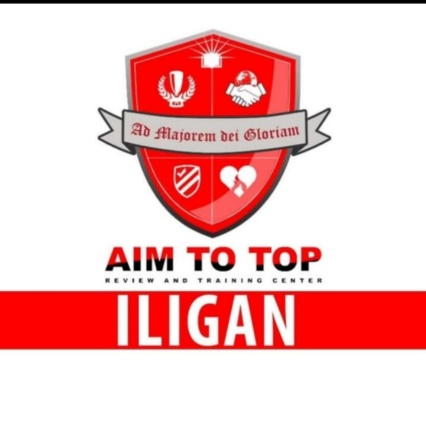 Ad Majorem dei Gloriam
AIM TO TOP
REVIEW AND TRAINING CENTER
ILIGAN